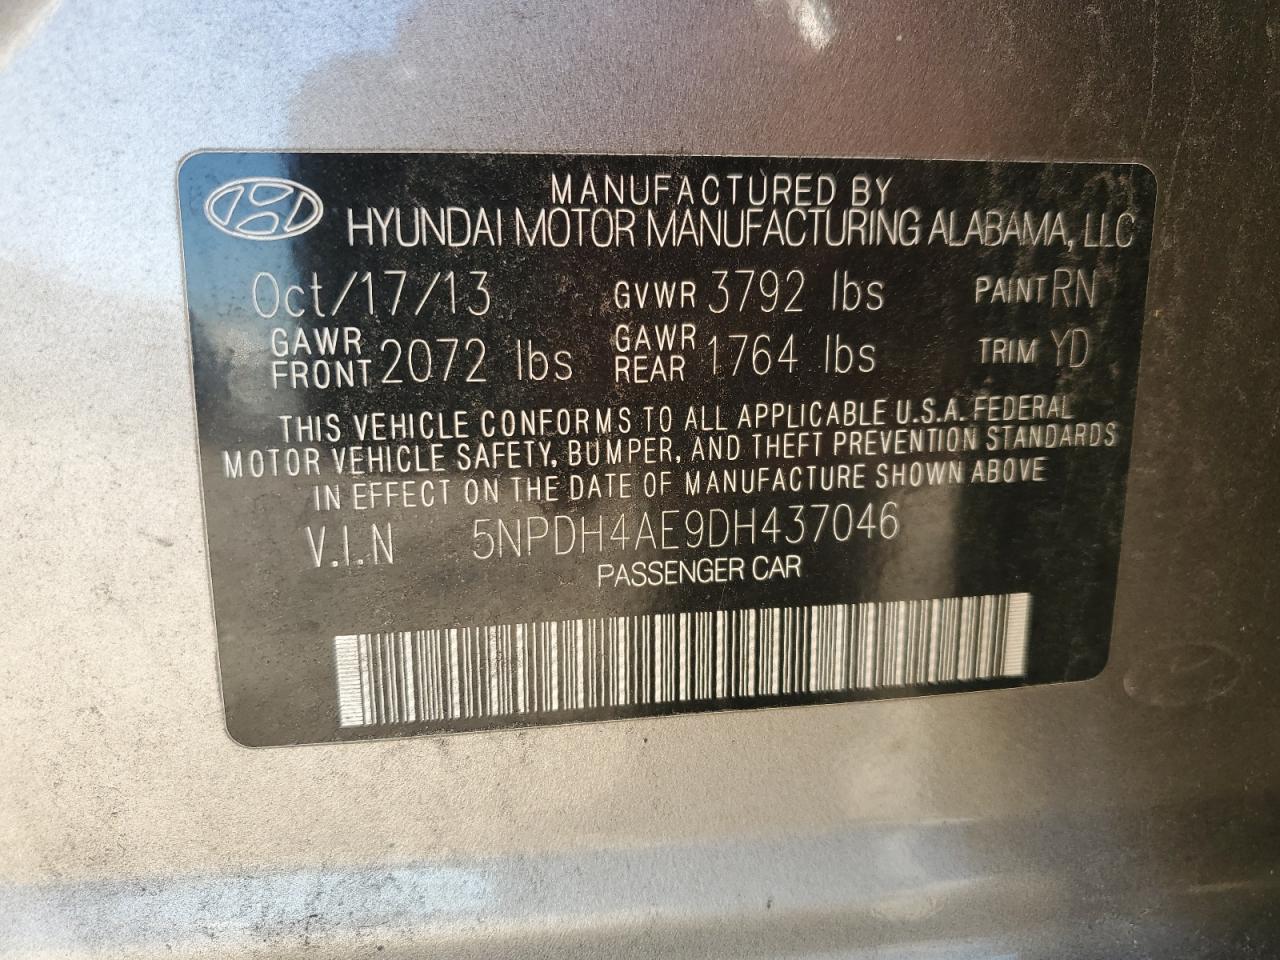 MANUFACTURED BY
HYUNDAI MOTOR MANUFACTURING ALABAMA, LLC
Oct/17/13 GVWR 3792 lbs PAINT RN
GAWR FRONT 2072 lbs GAWR REAR 1764 lbs TRIM YD
THIS VEHICLE CONFORMS TO ALL APPLICABLE U.S.A. FEDERAL
MOTOR VEHICLE SAFETY, BUMPER, AND THEFT PREVENTION STANDARDS
IN EFFECT ON THE DATE OF MANUFACTURE SHOWN ABOVE
V.I.N 5NPDH4AE9DH437046
PASSENGER CAR